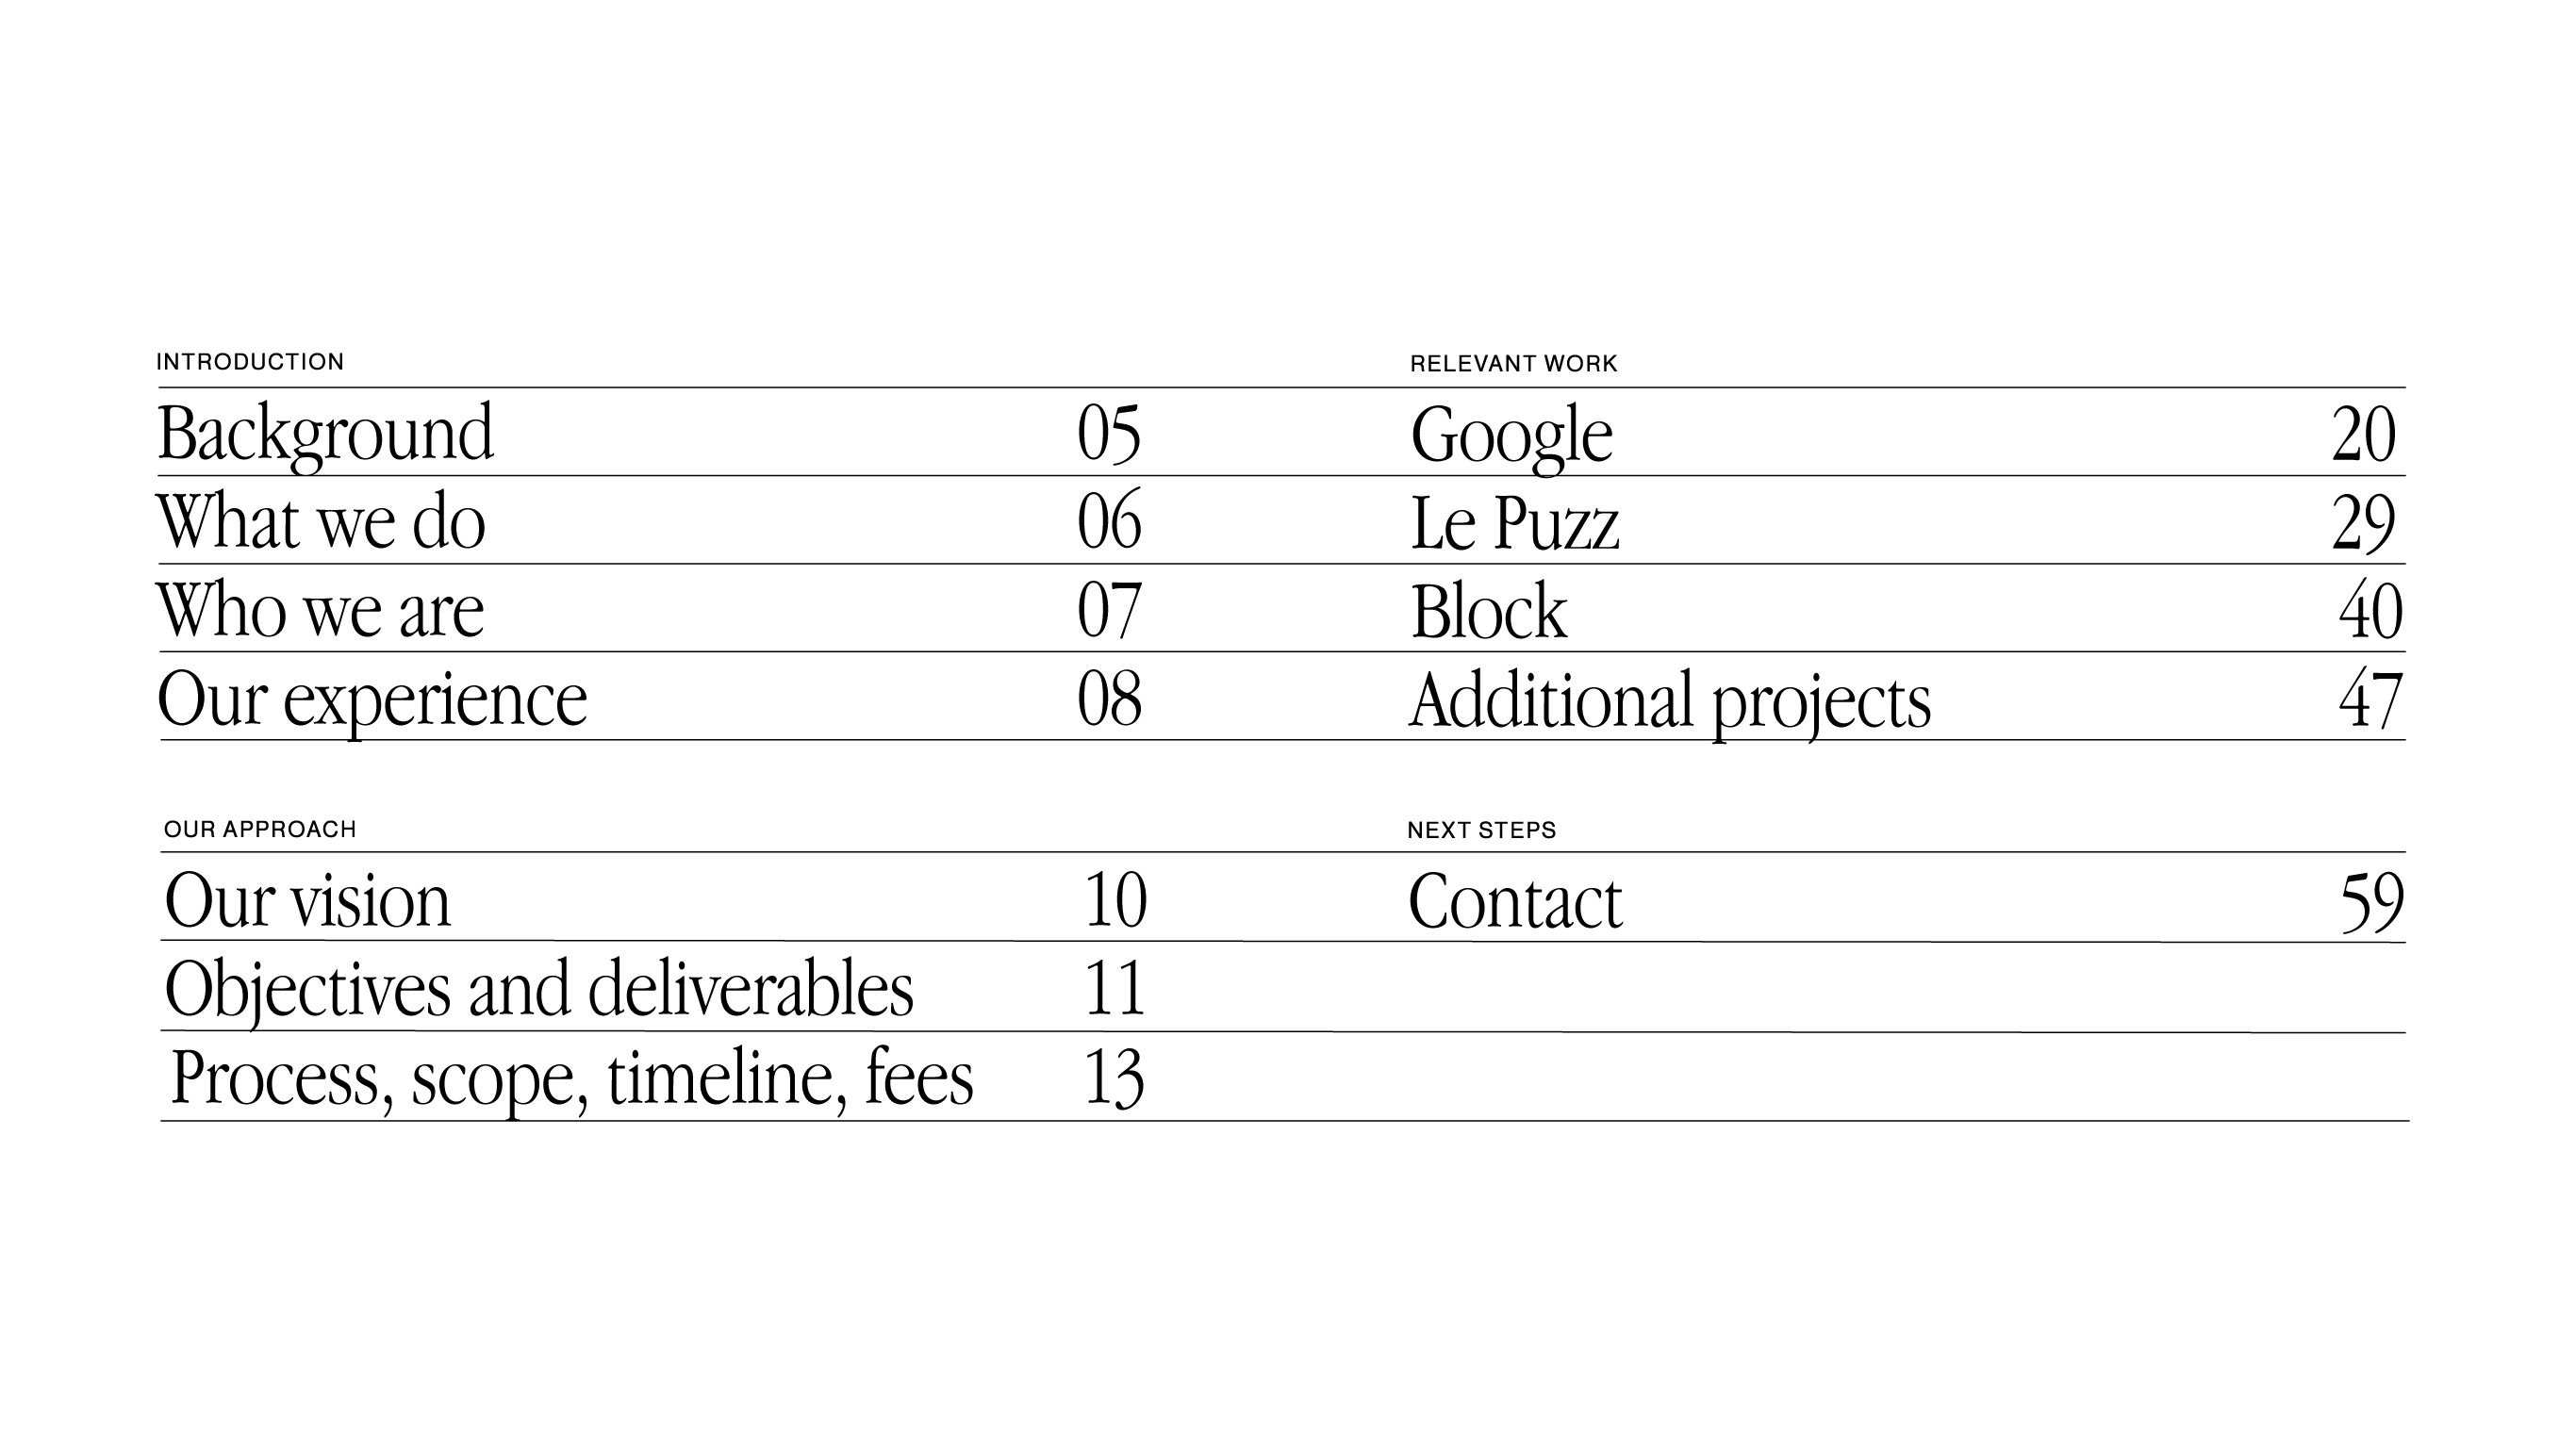 INTRODUCTION
Background 05
What we do 06
Who we are 07
Our experience 08
RELEVANT WORK
Google 20
Le Puzz 29
Block 40
Additional projects 47
OUR APPROACH
Our vision 10
Objectives and deliverables 11
Process, scope, timeline, fees 13
NEXT STEPS
Contact 59